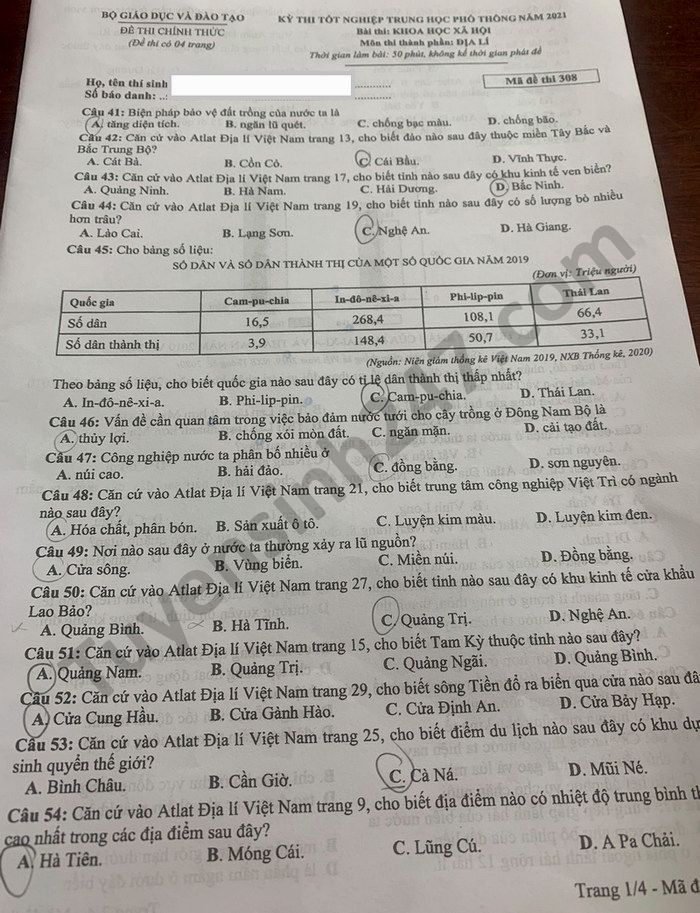 BỘ GIÁO DỤC VÀ ĐÀO TẠO
KỲ THI TỐT NGHIỆP TRUNG HỌC PHỔ THÔNG NĂM 2021
ĐỀ THI CHÍNH THỨC
Bài thi: KHOA HỌC XÃ HỘI
(Đề thi có 04 trang)
Môn thi thành phần: ĐỊA LÍ
Thời gian làm bài: 50 phút, không kể thời gian phát đề
Họ, tên thí sinh
Mã đề thi 308
Số báo danh:
Câu 41: Biện pháp bảo vệ đất trồng của nước ta là
A. tăng diện tích. B. ngăn lũ quét. C. chống bạc màu. D. chống bão.
Câu 42: Căn cứ vào Atlat Địa lí Việt Nam trang 13, cho biết đảo nào sau đây thuộc miền Tây Bắc và
Bắc Trung Bộ?
A. Cát Bà. B. Cồn Cỏ. C. Cái Bầu. D. Vĩnh Thực.
Câu 43: Căn cứ vào Atlat Địa lí Việt Nam trang 17, cho biết tỉnh nào sau đây có khu kinh tế ven biển?
A. Quảng Ninh. B. Hà Nam. C. Hải Dương. D. Bắc Ninh.
Câu 44: Căn cứ vào Atlat Địa lí Việt Nam trang 19, cho biết tỉnh nào sau đây có số lượng bò nhiều
hơn trâu?
A. Lào Cai. B. Lạng Sơn. C. Nghệ An. D. Hà Giang.
Câu 45: Cho bảng số liệu:
SỐ DÂN VÀ SỐ DÂN THÀNH THỊ CỦA MỘT SỐ QUỐC GIA NĂM 2019
(Đơn vị: Triệu người)
Quốc gia Cam-pu-chia In-đô-nê-xi-a Phi-lip-pin Thái Lan
Số dân 16,5 268,4 108,1 66,4
Số dân thành thị 3,9 148,4 50,7 33,1
(Nguồn: Niên giám thống kê Việt Nam 2019, NXB Thống kê, 2020)
Theo bảng số liệu, cho biết quốc gia nào sau đây có tỉ lệ dân thành thị thấp nhất?
A. In-đô-nê-xi-a. B. Phi-lip-pin. C. Cam-pu-chia. D. Thái Lan.
Câu 46: Vấn đề cần quan tâm trong việc bảo đảm nước tưới cho cây trồng ở Đông Nam Bộ là
A. thủy lợi. B. chống xói mòn đất. C. ngăn mặn. D. cải tạo đất.
Câu 47: Công nghiệp nước ta phân bố nhiều ở
A. núi cao. B. hải đảo. C. đồng bằng. D. sơn nguyên.
Câu 48: Căn cứ vào Atlat Địa lí Việt Nam trang 21, cho biết trung tâm công nghiệp Việt Trì có ngành
nào sau đây?
A. Hóa chất, phân bón. B. Sản xuất ô tô. C. Luyện kim màu. D. Luyện kim đen.
Câu 49: Nơi nào sau đây ở nước ta thường xảy ra lũ nguồn?
A. Cửa sông. B. Vùng biển. C. Miền núi. D. Đồng bằng.
Câu 50: Căn cứ vào Atlat Địa lí Việt Nam trang 27, cho biết tỉnh nào sau đây có khu kinh tế cửa khẩu
Lao Bảo?
A. Quảng Bình. B. Hà Tĩnh. C. Quảng Trị. D. Nghệ An.
Câu 51: Căn cứ vào Atlat Địa lí Việt Nam trang 15, cho biết Tam Kỳ thuộc tỉnh nào sau đây?
A. Quảng Nam. B. Quảng Trị. C. Quảng Ngãi. D. Quảng Bình.
Câu 52: Căn cứ vào Atlat Địa lí Việt Nam trang 29, cho biết sông Tiền đổ ra biển qua cửa nào sau đâ
A. Cửa Cung Hầu. B. Cửa Gành Hào. C. Cửa Định An. D. Cửa Bảy Hạp.
Câu 53: Căn cứ vào Atlat Địa lí Việt Nam trang 25, cho biết điểm du lịch nào sau đây có khu dự
sinh quyển thế giới?
A. Bình Châu. B. Cần Giờ. C. Cà Ná. D. Mũi Né.
Câu 54: Căn cứ vào Atlat Địa lí Việt Nam trang 9, cho biết địa điểm nào có nhiệt độ trung bình th
cao nhất trong các địa điểm sau đây?
A. Hà Tiên. B. Móng Cái. C. Lũng Cú. D. A Pa Chải.
Trang 1/4 - Mã đ
Tuyensinh247.com